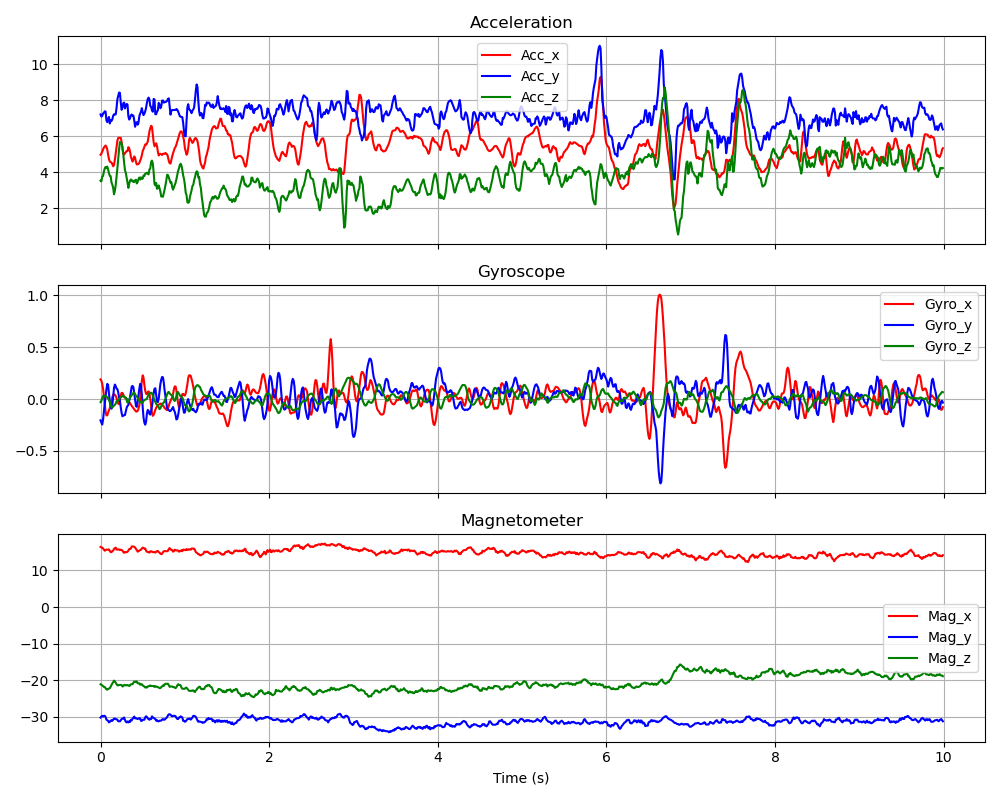 Acceleration
10
8
6
4
2
Acc_x
Acc_y
Acc_z
Gyroscope
1.0
0.5
0.0
−0.5
Gyro_x
Gyro_y
Gyro_z
Magnetometer
10
0
−10
−20
−30
Mag_x
Mag_y
Mag_z
0 2 4 6 8 10
Time (s)